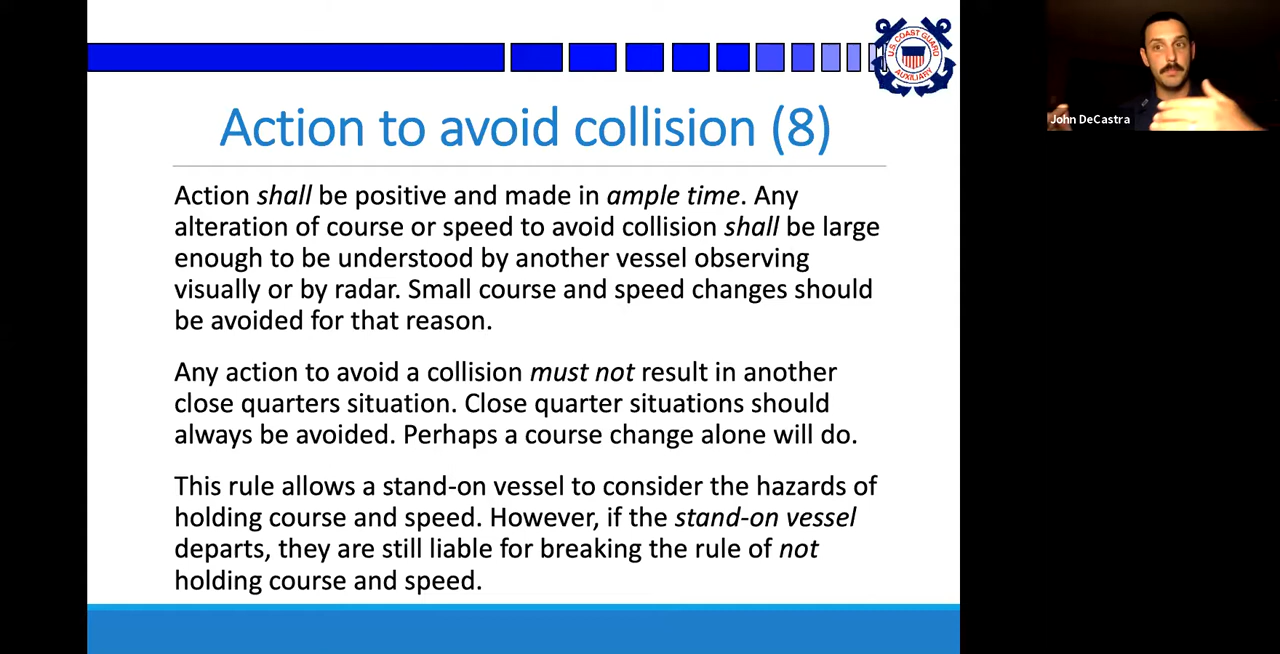 U.S. COAST GUARD
AUXILIARY
Action to avoid collision (8)
Action shall be positive and made in ample time. Any
alteration of course or speed to avoid collision shall be large
enough to be understood by another vessel observing
visually or by radar. Small course and speed changes should
be avoided for that reason.
Any action to avoid a collision must not result in another
close quarters situation. Close quarter situations should
always be avoided. Perhaps a course change alone will do.
This rule allows a stand-on vessel to consider the hazards of
holding course and speed. However, if the stand-on vessel
departs, they are still liable for breaking the rule of not
holding course and speed.
John DeCastra